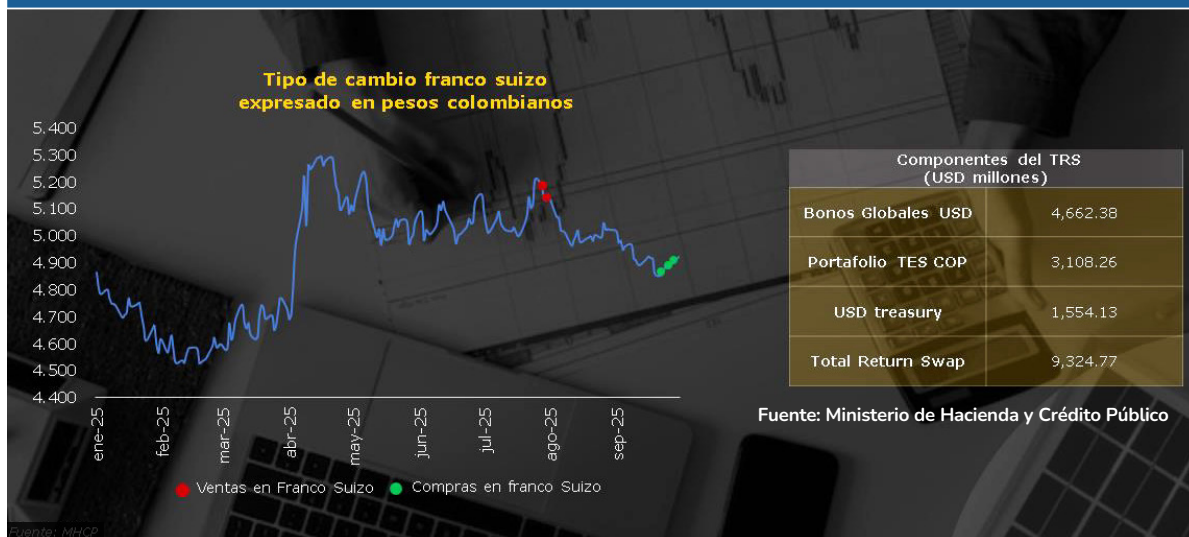 Tipo de cambio franco suizo
expresado en pesos colombianos
5.400
5.300
5.200
5.100
5.000
4.900
4.800
4.700
4.600
4.500
4.400
ene-25
feb-25
mar-25
abr-25
may-25
jun-25
jul-25
ago-25
sep-25
Ventas en Franco Suizo
Compras en franco Suizo
Componentes del TRS
(USD millones)
Bonos Globales USD 4,662.38
Portafolio TES COP 3,108.26
USD treasury 1,554.13
Total Return Swap 9,324.77
Fuente: Ministerio de Hacienda y Crédito Público
Fuente: MHCP